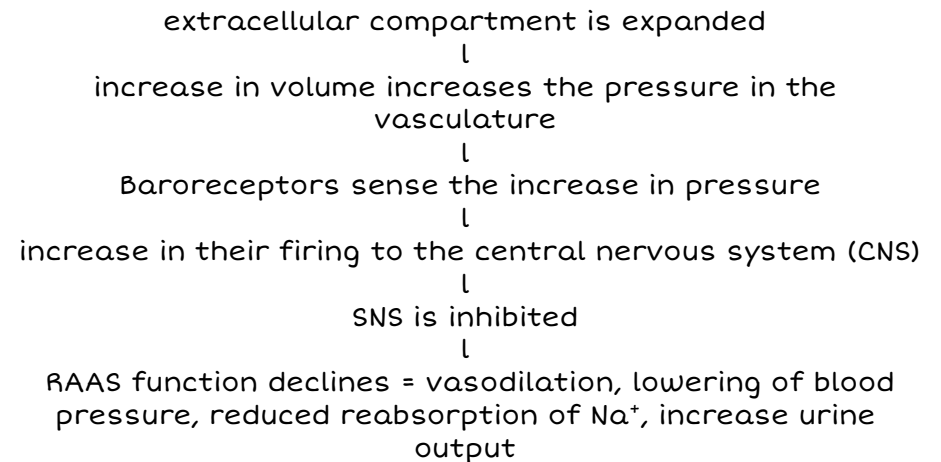 extracellular compartment is expanded
l
increase in volume increases the pressure in the
vasculature
l
Baroreceptors sense the increase in pressure
l
increase in their firing to the central nervous system (CNS)
l
SNS is inhibited
l
RAAS function declines = vasodilation, lowering of blood
pressure, reduced reabsorption of Na⁺, increase urine
output